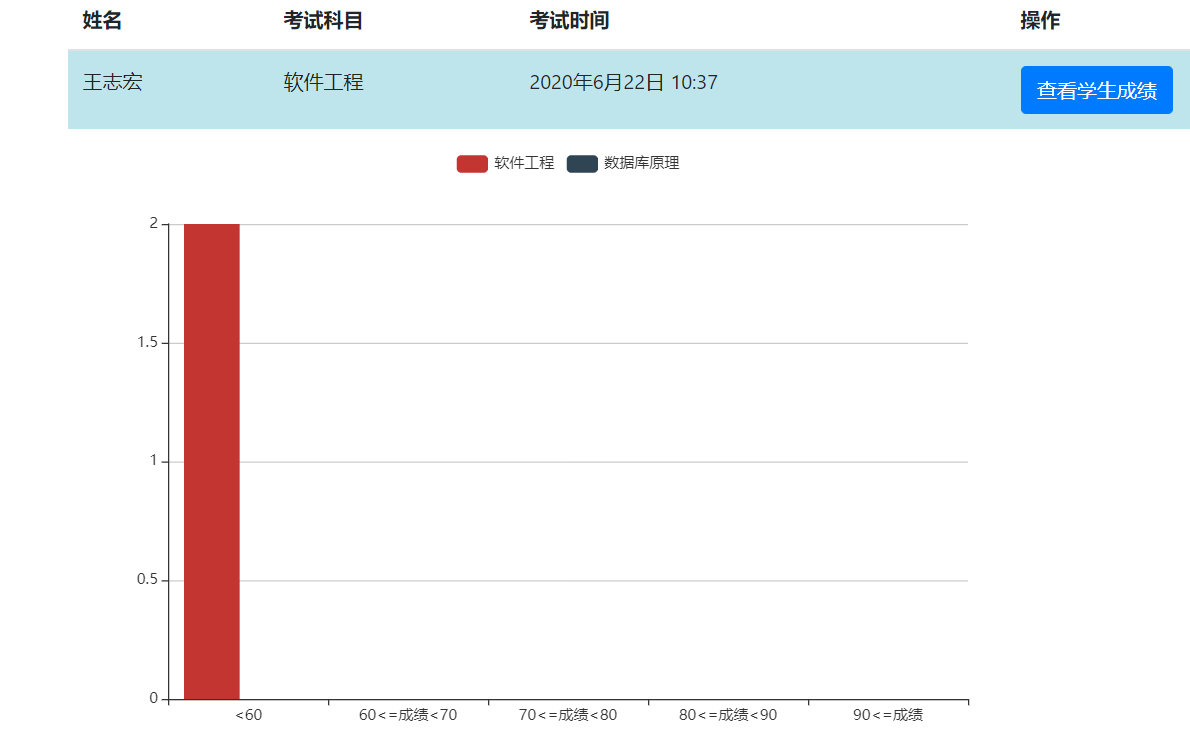 姓名 考试科目 考试时间 操作
王志宏 软件工程 2020年6月22日 10:37 查看学生成绩
软件工程 数据库原理
2
1.5
1
0.5
0
<60 60<=成绩<70 70<=成绩<80 80<=成绩<90 90<=成绩